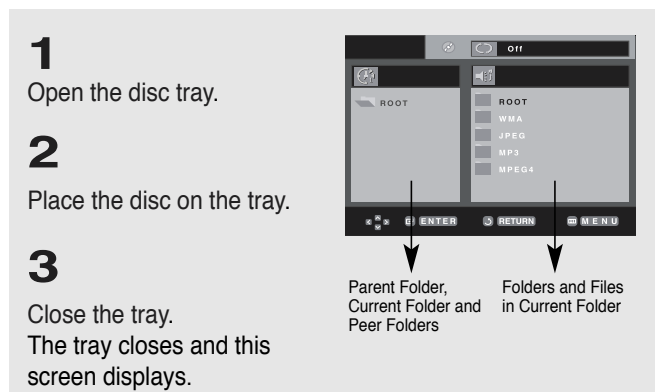 1
Open the disc tray.
2
Place the disc on the tray.
3
Close the tray.
The tray closes and this
screen displays.
Off
ROOT
ROOT
WMA
JPEG
MP3
MPEG4
ENTER
RETURN
MENU
Parent Folder,
Current Folder and
Peer Folders
Folders and Files
in Current Folder